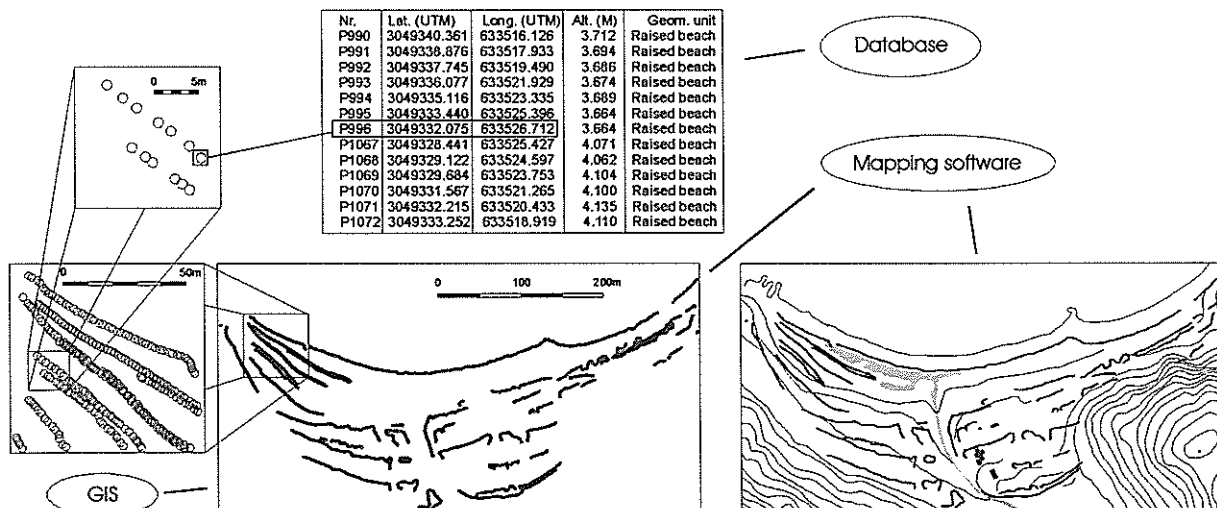 Nr. Lat. (UTM) Long. (UTM) Alt. (M) Geom. unit
P990 3049340.361 633516.126 3.712 Raised beach
P991 3049338.876 633517.933 3.694 Raised beach
P992 3049337.745 633519.490 3.686 Raised beach
P993 3049336.077 633521.929 3.674 Raised beach
P994 3049335.116 633523.335 3.689 Raised beach
P995 3049333.440 633525.396 3.664 Raised beach
P996 3049332.075 633526.712 3.664 Raised beach
P1067 3049328.441 633525.427 4.071 Raised beach
P1068 3049329.122 633524.597 4.062 Raised beach
P1069 3049329.684 633523.753 4.104 Raised beach
P1070 3049331.567 633521.265 4.100 Raised beach
P1071 3049332.215 633520.433 4.135 Raised beach
P1072 3049333.252 633518.919 4.110 Raised beach
Database
0 5m
Mapping software
0 50m
0 100 200m
GIS